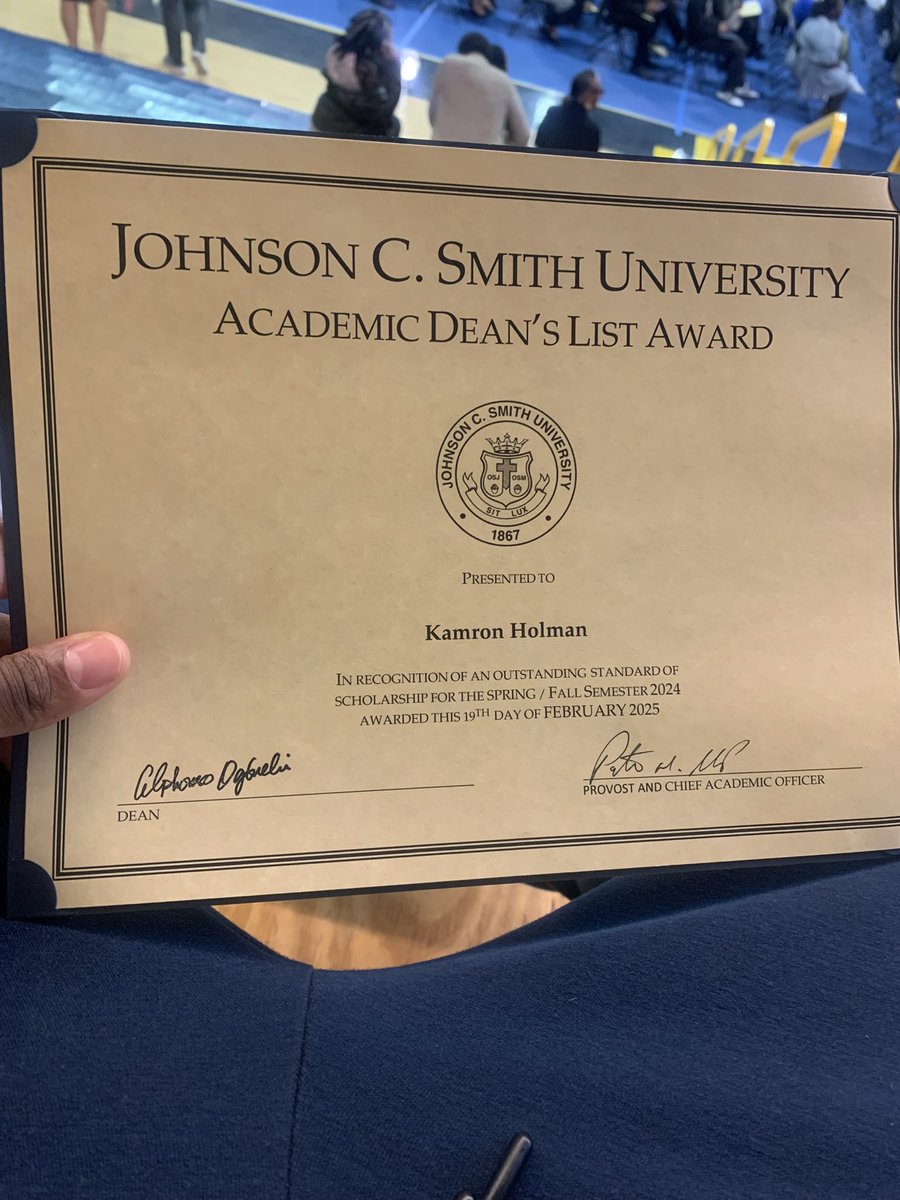 JOHNSON C. SMITH UNIVERSITY
ACADEMIC DEAN'S LIST AWARD
JOHNSON C. SMITH UNIVERSITY
OSJ OSM
SIT LUX
1867
PRESENTED TO
Kamron Holman
IN RECOGNITION OF AN OUTSTANDING STANDARD OF
SCHOLARSHIP FOR THE SPRING / FALL SEMESTER 2024
AWARDED THIS 19TH DAY OF FEBRUARY 2025
DEAN
PROVOST AND CHIEF ACADEMIC OFFICER